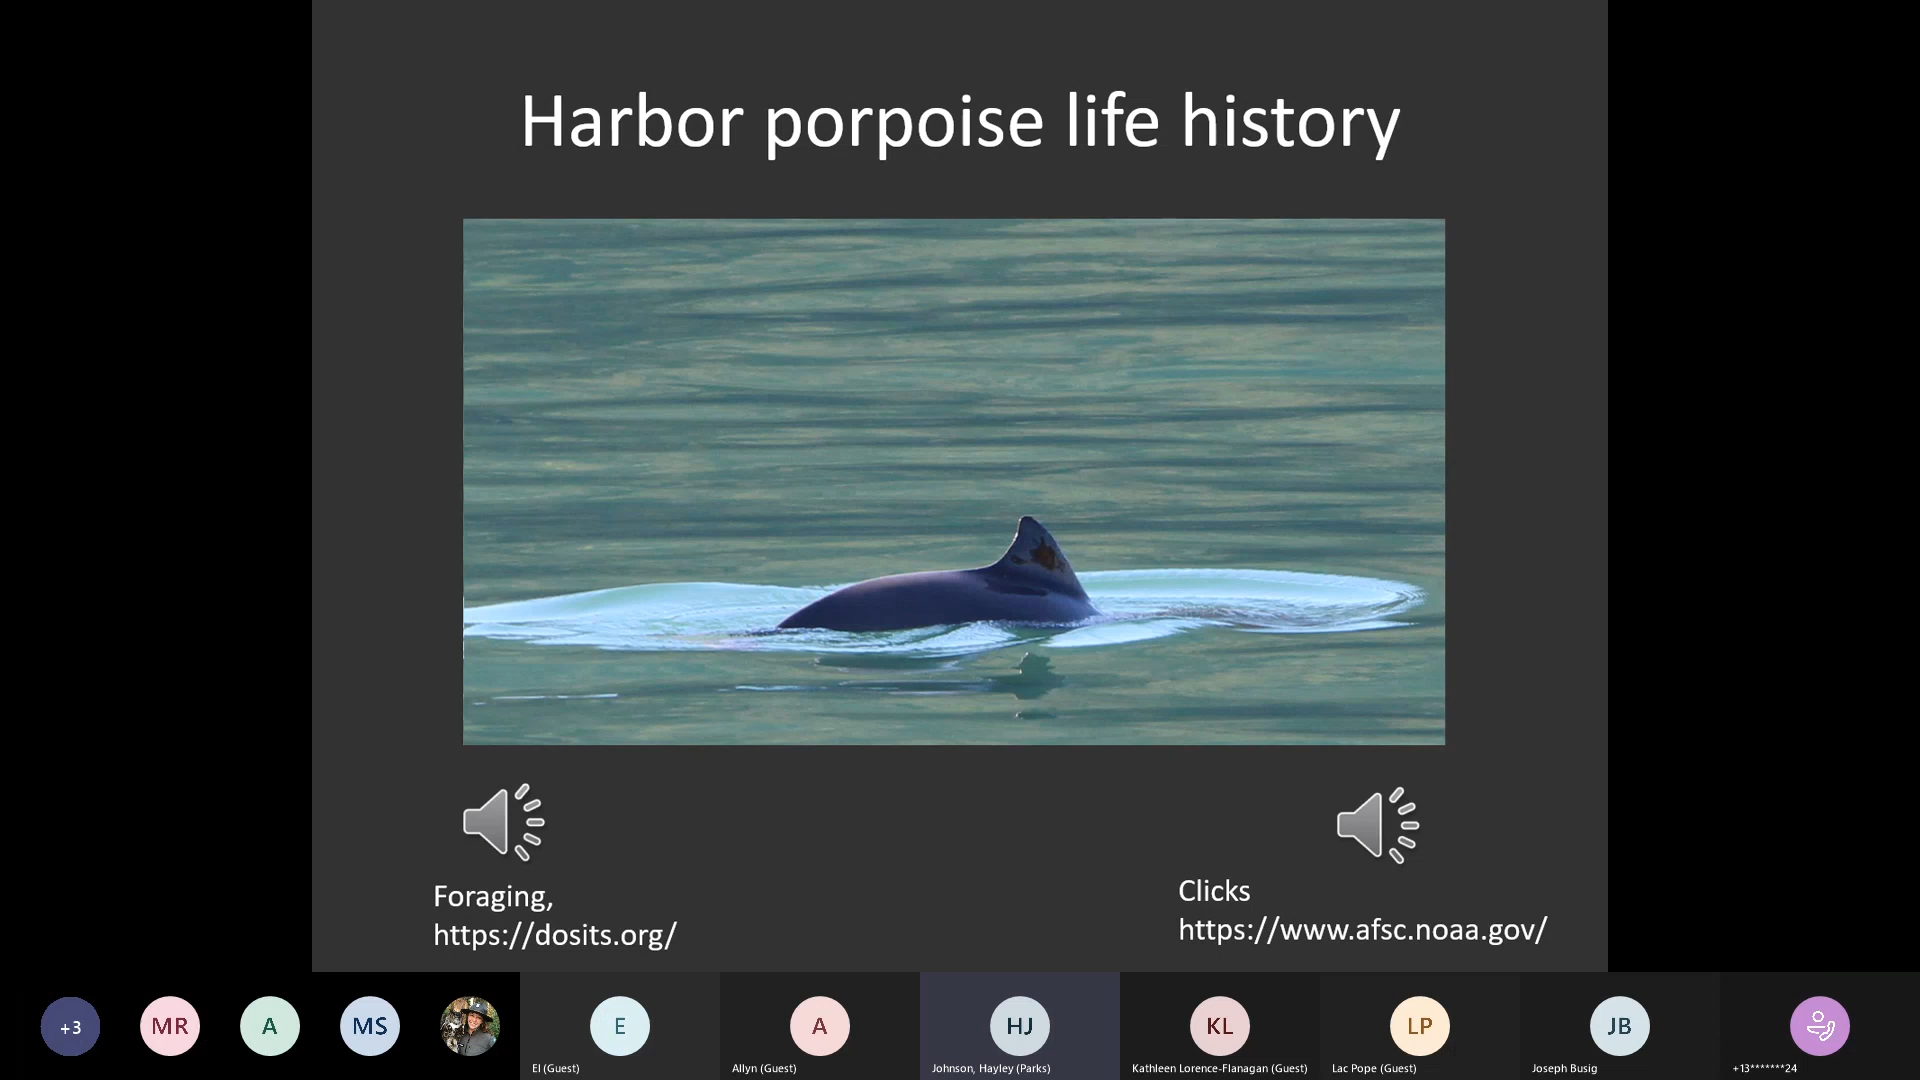 Harbor porpoise life history
Foraging,
https://dosits.org/
Clicks
https://www.afsc.noaa.gov/
+3
MR
A
MS
E
A
HJ
KL
LP
JB
El (Guest)
Allyn (Guest)
Johnson, Hayley (Parks)
Kathleen Lorence-Flanagan (Guest)
Lac Pope (Guest)
Joseph Busig
+13*******24